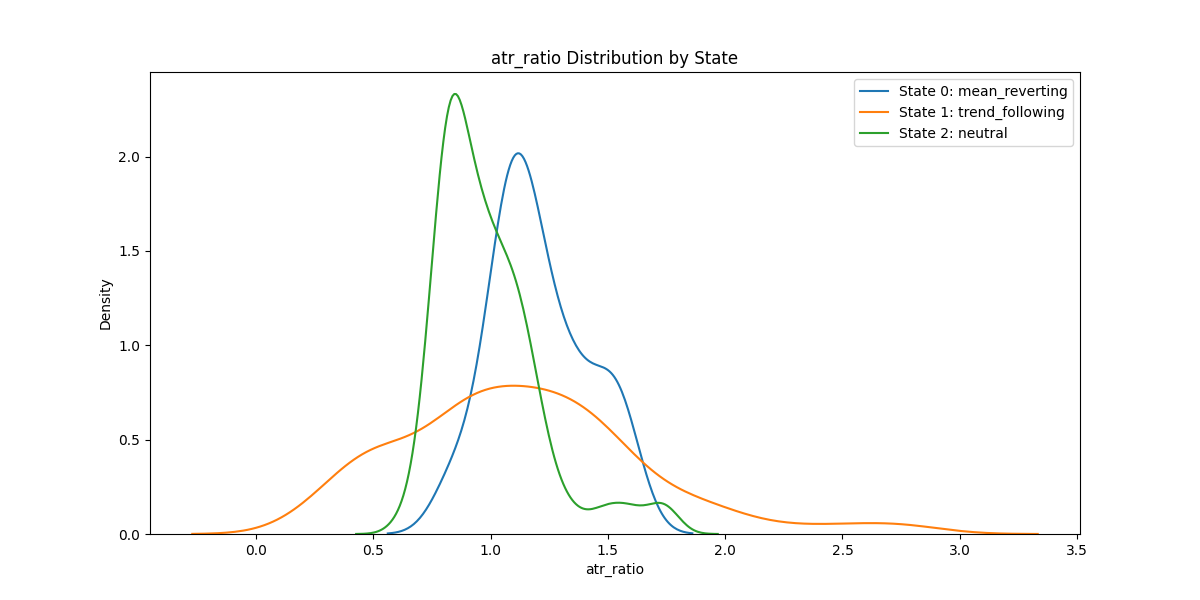 atr_ratio Distribution by State
State 0: mean_reverting
State 1: trend_following
State 2: neutral
Density
2.0
1.5
1.0
0.5
0.0
0.0 0.5 1.0 1.5 2.0 2.5 3.0 3.5
atr_ratio